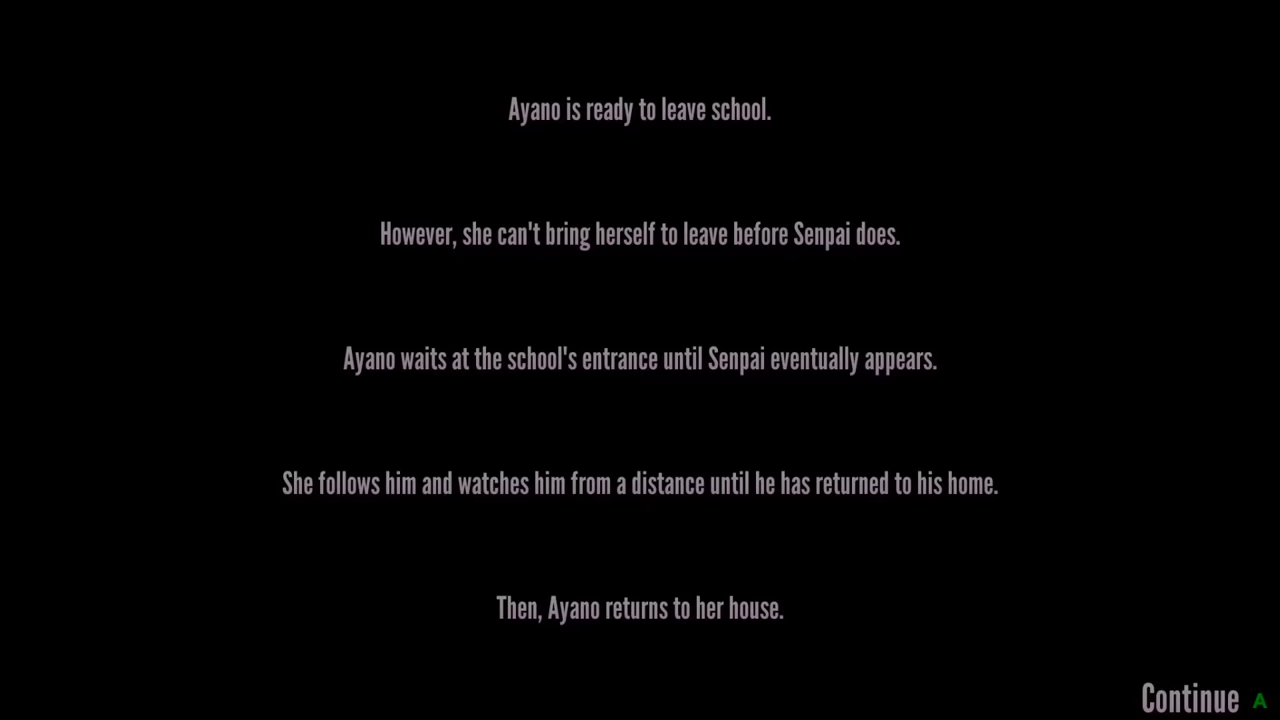 Ayano is ready to leave school.
However, she can't bring herself to leave before Senpai does.
Ayano waits at the school's entrance until Senpai eventually appears.
She follows him and watches him from a distance until he has returned to his home.
Then, Ayano returns to her house.
Continue A